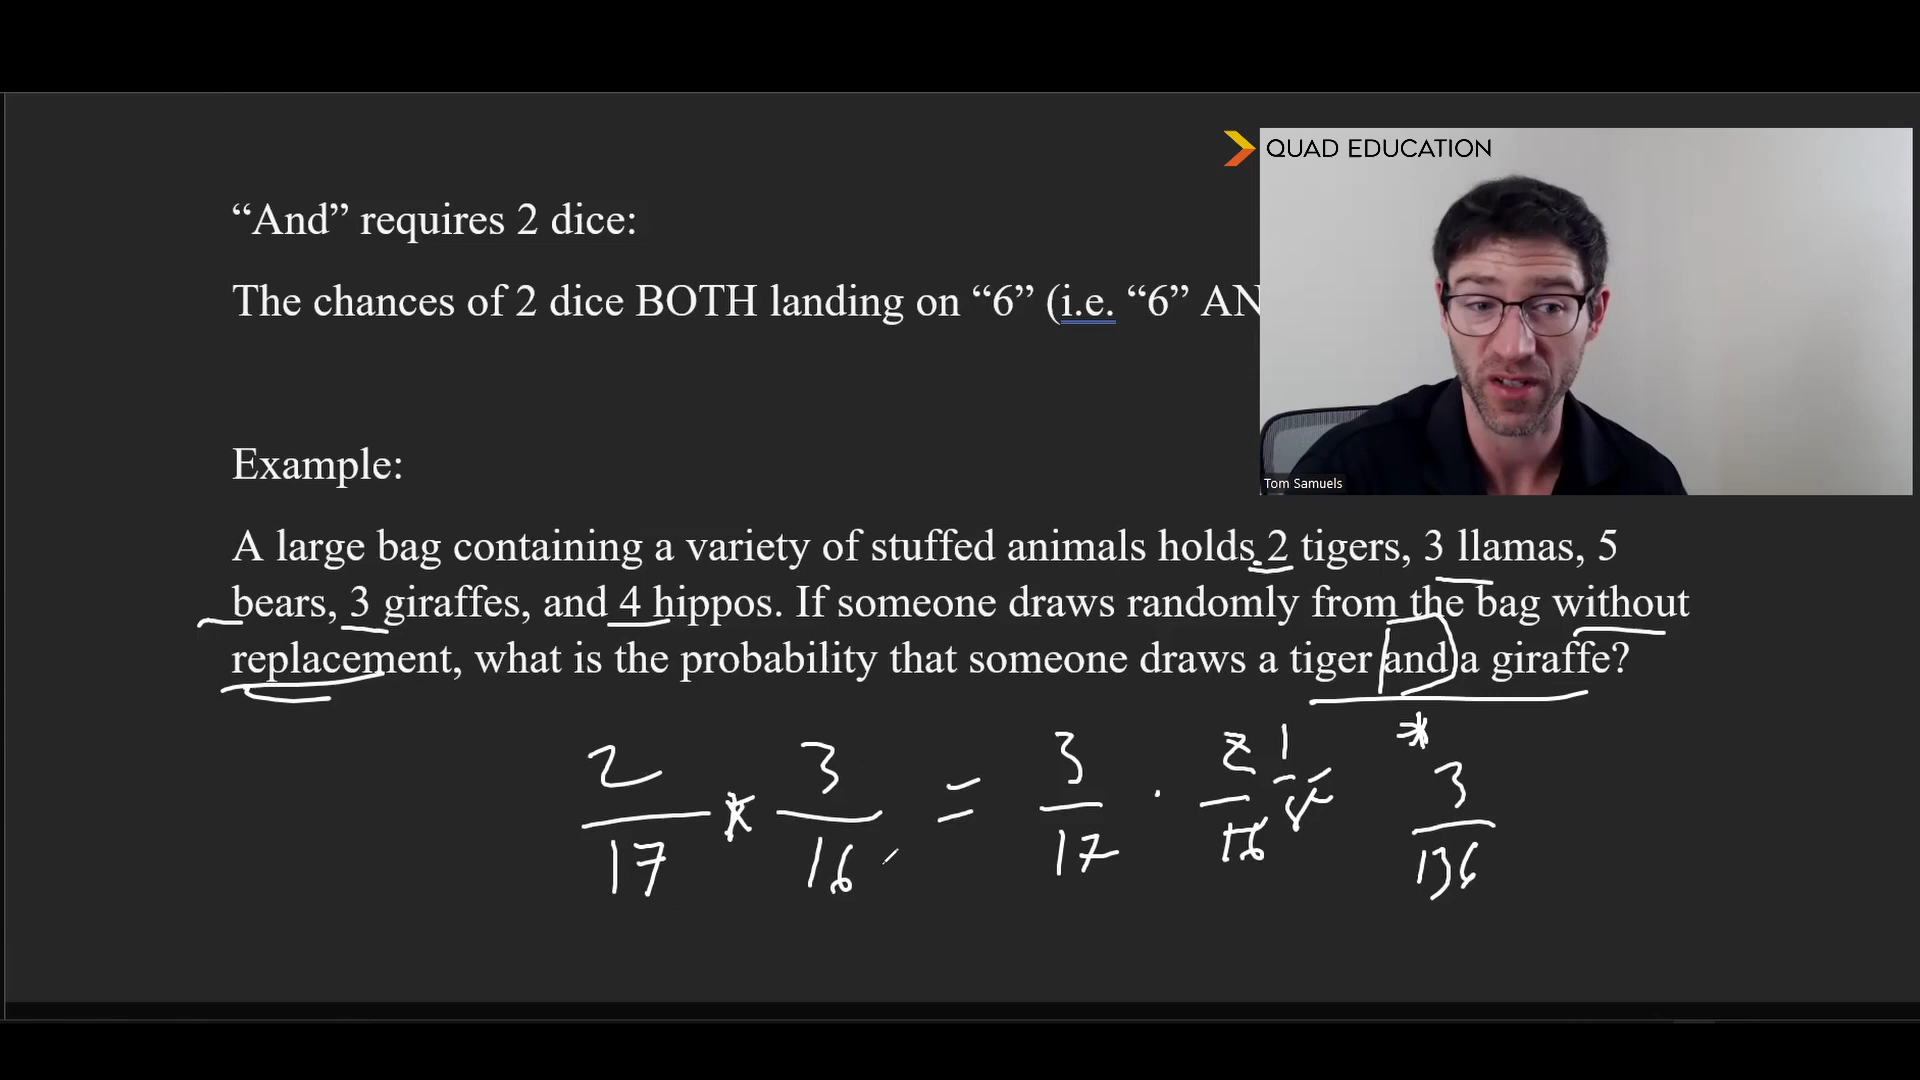 “And” requires 2 dice:
QUAD EDUCATION
The chances of 2 dice BOTH landing on “6” (i.e. “6” AN
Tom Samuels
Example:
A large bag containing a variety of stuffed animals holds 2 tigers, 3 llamas, 5
bears, 3 giraffes, and 4 hippos. If someone draws randomly from the bag without
replacement, what is the probability that someone draws a tiger and a giraffe?
*
2/17 * 3/16 = 3/17 · 2/16 1/8 3/136